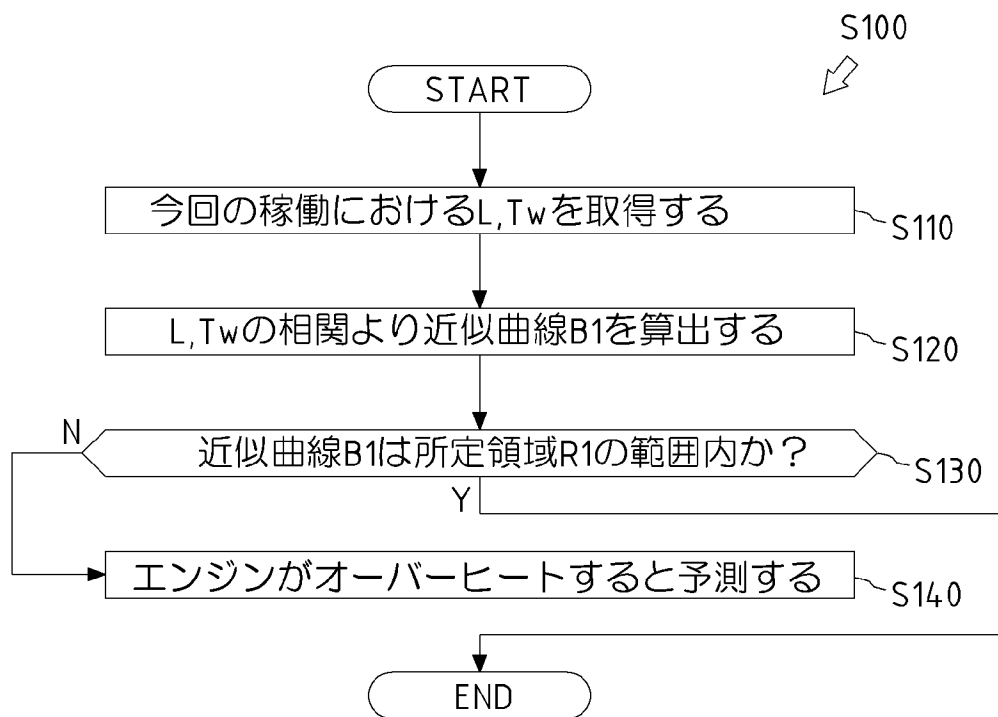 S100
START
今回の稼働におけるL,Twを取得する
S110
L,Twの相関より近似曲線B1を算出する
S120
N
近似曲線B1は所定領域R1の範囲内か？
S130
Y
エンジンがオーバーヒートすると予測する
S140
END